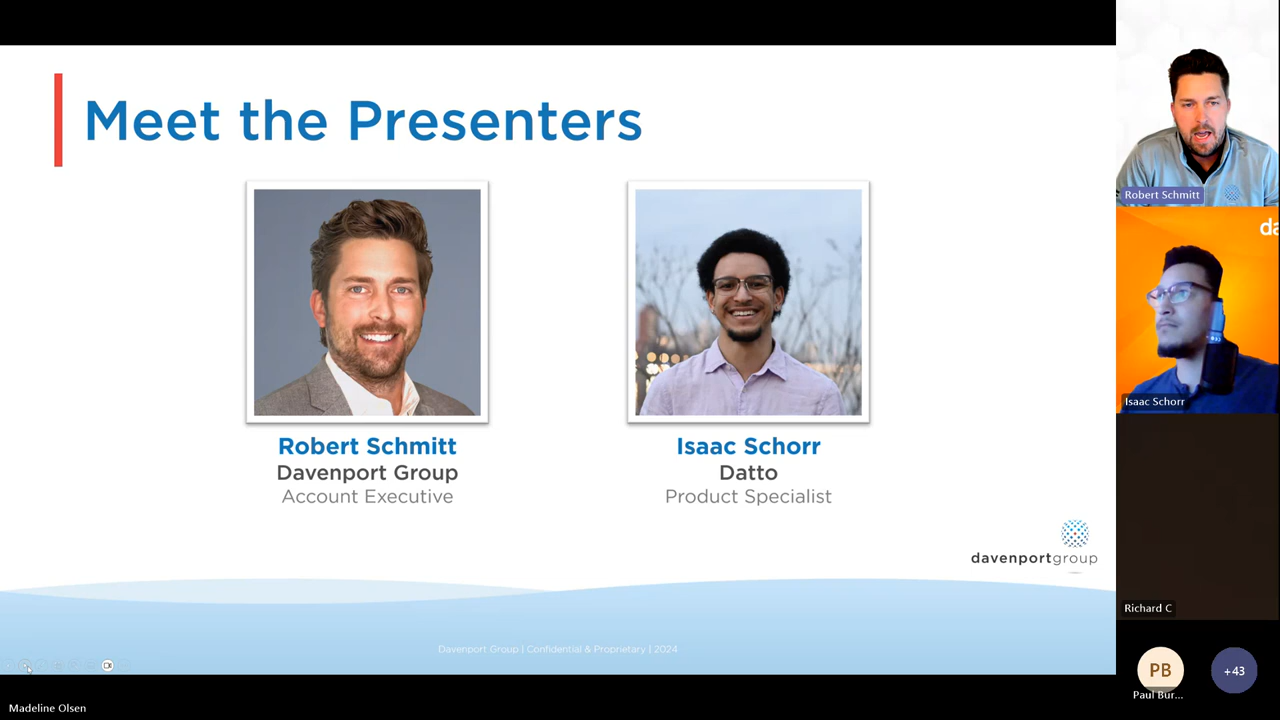 Meet the Presenters
Robert Schmitt
Davenport Group
Account Executive
Isaac Schorr
Datto
Product Specialist
davenportgroup
Davenport Group | Confidential & Proprietary | 2024
Madeline Olsen
Robert Schmitt
da
Isaac Schorr
Richard C
PB
Paul Bur...
+43